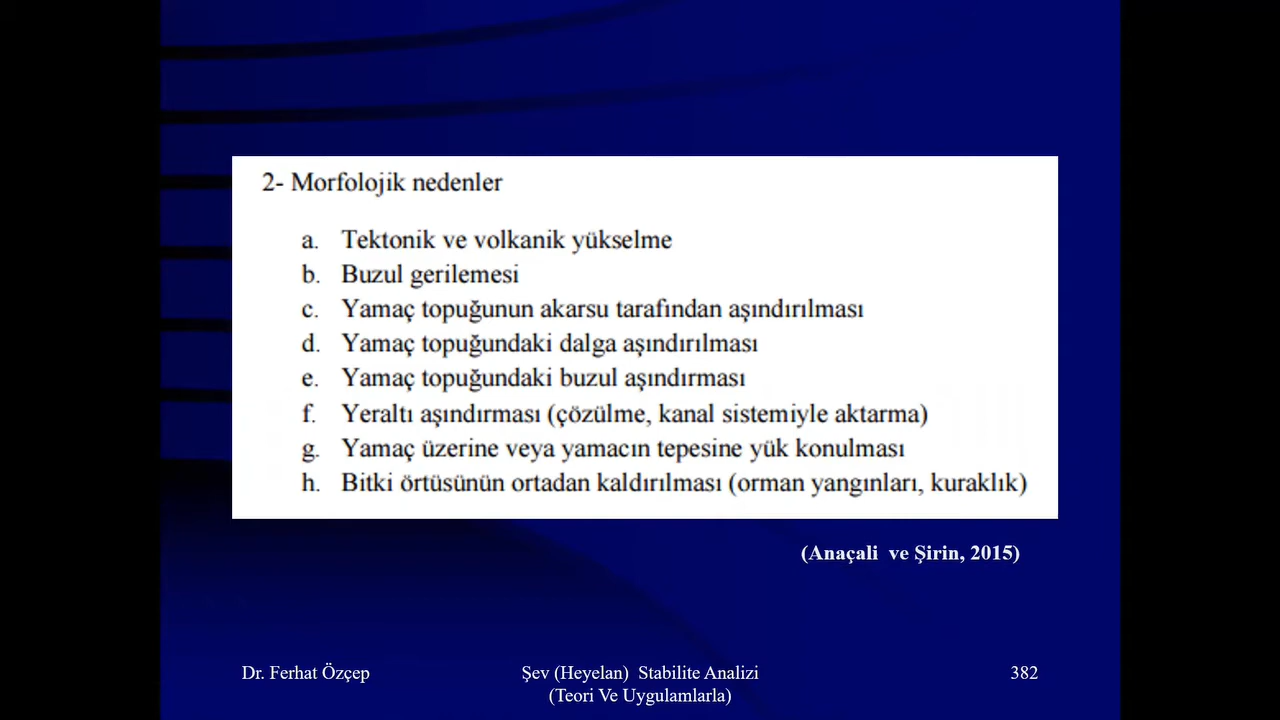 2- Morfolojik nedenler
a. Tektonik ve volkanik yükselme
b. Buzul gerilemesi
c. Yamaç topuğunun akarsu tarafından aşındırılması
d. Yamaç topuğundaki dalga aşındırılması
e. Yamaç topuğundaki buzul aşındırması
f. Yeraltı aşındırması (çözülme, kanal sistemiyle aktarma)
g. Yamaç üzerine veya yamacın tepesine yük konulması
h. Bitki örtüsünün ortadan kaldırılması (orman yangınları, kuraklık)
(Anaçali ve Şirin, 2015)
Dr. Ferhat Özçep
Şev (Heyelan) Stabilite Analizi
(Teori Ve Uygulamlarla)
382